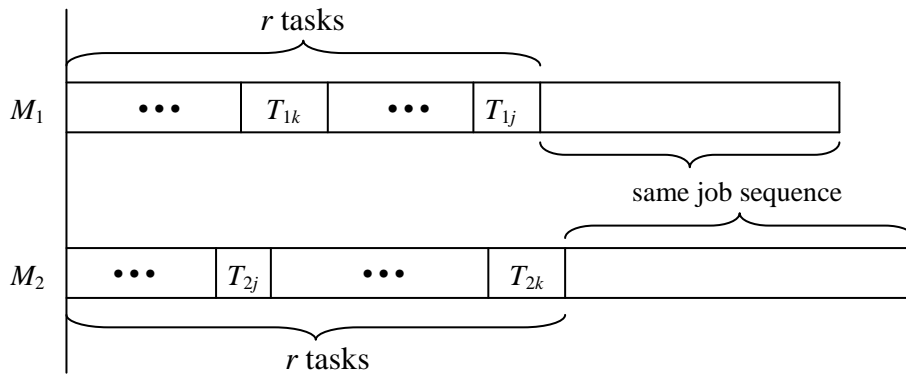 r tasks
M1 ••• T1k ••• T1j
same job sequence
M2 ••• T2j ••• T2k
r tasks